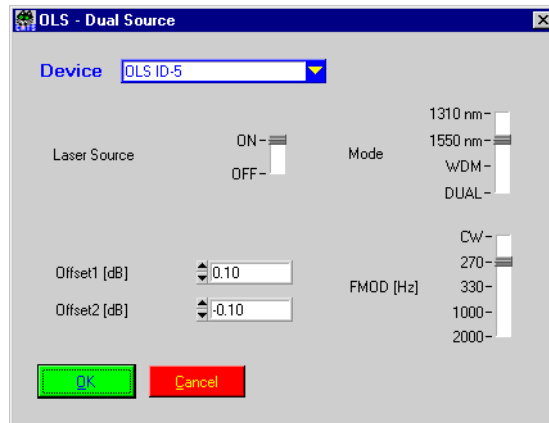 OLS - Dual Source
Device OLS ID-5
Laser Source
ON
OFF
Mode
1310 nm
1550 nm
WDM
DUAL
Offset1 [dB] 0.10
Offset2 [dB] -0.10
FMOD [Hz]
CW
270
330
1000
2000
OK
Cancel